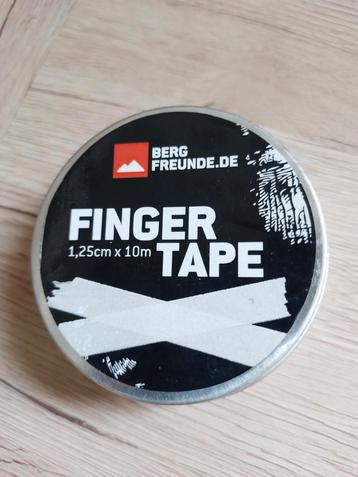 BERG
FREUNDE.DE
FINGER
1,25cm x 10m TAPE